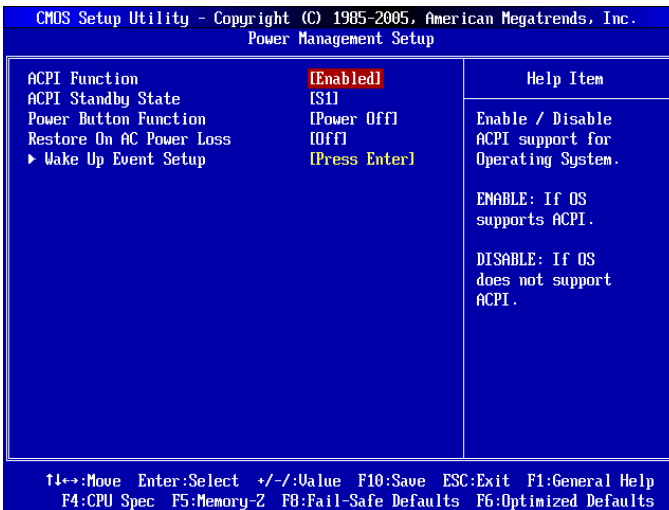 CMOS Setup Utility - Copyright (C) 1985-2005, American Megatrends, Inc.
Power Management Setup
ACPI Function [Enabled]
ACPI Standby State [S1]
Power Button Function [Power Off]
Restore On AC Power Loss [Off]
▶ Wake Up Event Setup [Press Enter]
Help Item
Enable / Disable
ACPI support for
Operating System.
ENABLE: If OS
supports ACPI.
DISABLE: If OS
does not support
ACPI.
↑↓←→:Move Enter:Select +/-/:Value F10:Save ESC:Exit F1:General Help
F4:CPU Spec F5:Memory-Z F8:Fail-Safe Defaults F6:Optimized Defaults